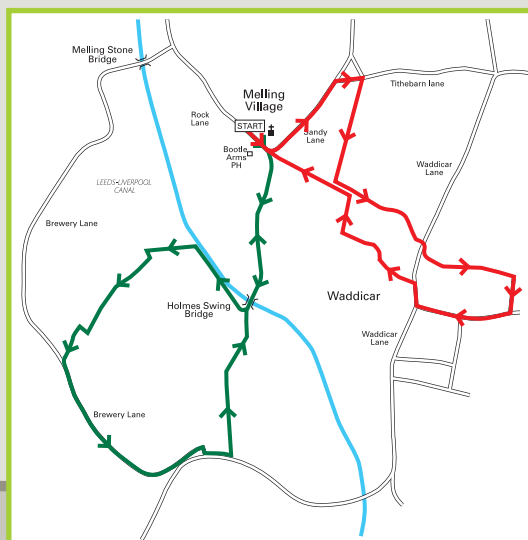 Melling Stone
Bridge
Tithebarn lane
Melling
Village
Rock
Lane
START
Sandy
Lane
Bootle
Arms
PH
Waddicar
Lane
LEEDS-LIVERPOOL
CANAL
Brewery Lane
Waddicar
Holmes Swing
Bridge
Waddicar
Lane
Brewery Lane